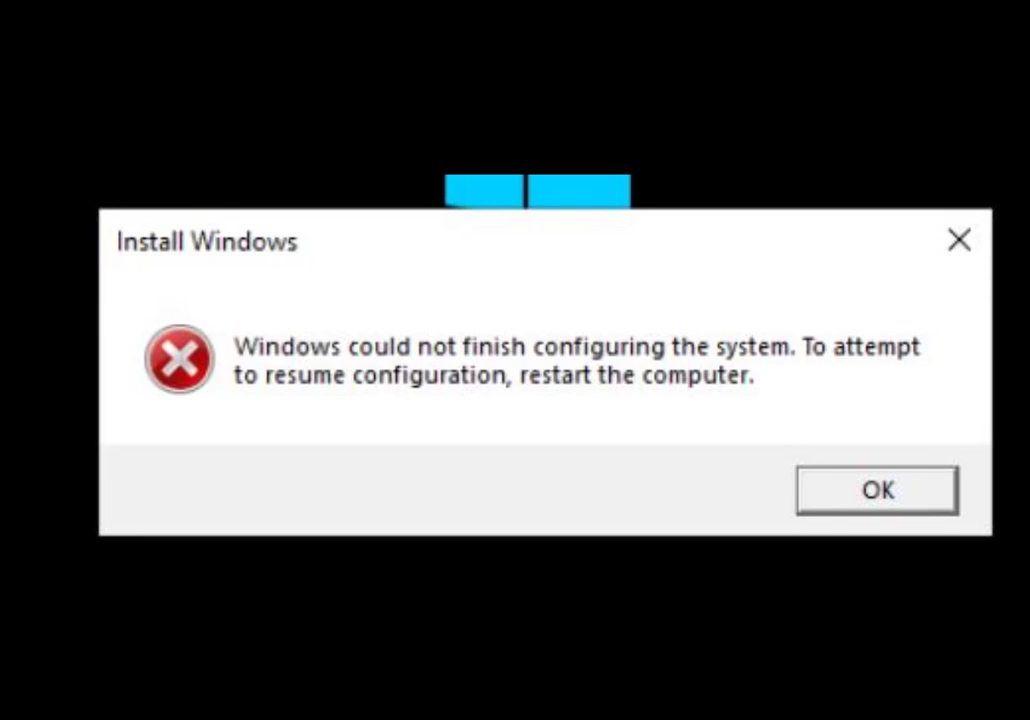 Install Windows
Windows could not finish configuring the system. To attempt
to resume configuration, restart the computer.
OK